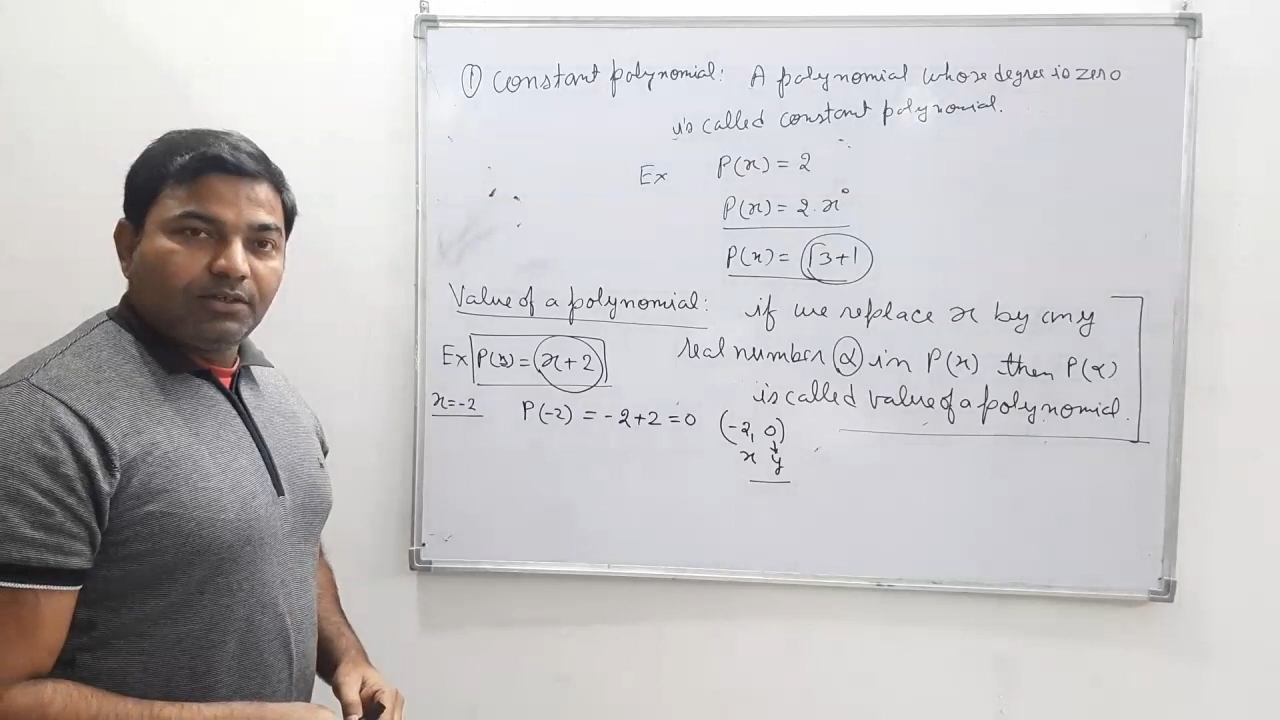 ① Constant polynomial: A polynomial whose degree is zero
is called constant polynomial.
Ex P(x) = 2
P(x) = 2·x°
P(x) = √3+1
Value of a polynomial: if we replace x by any
real number α in P(x) then P(α)
is called value of a polynomial.
Ex P(x) = x+2
x=-2 P(-2) = -2+2 = 0 (-2, 0)
x y